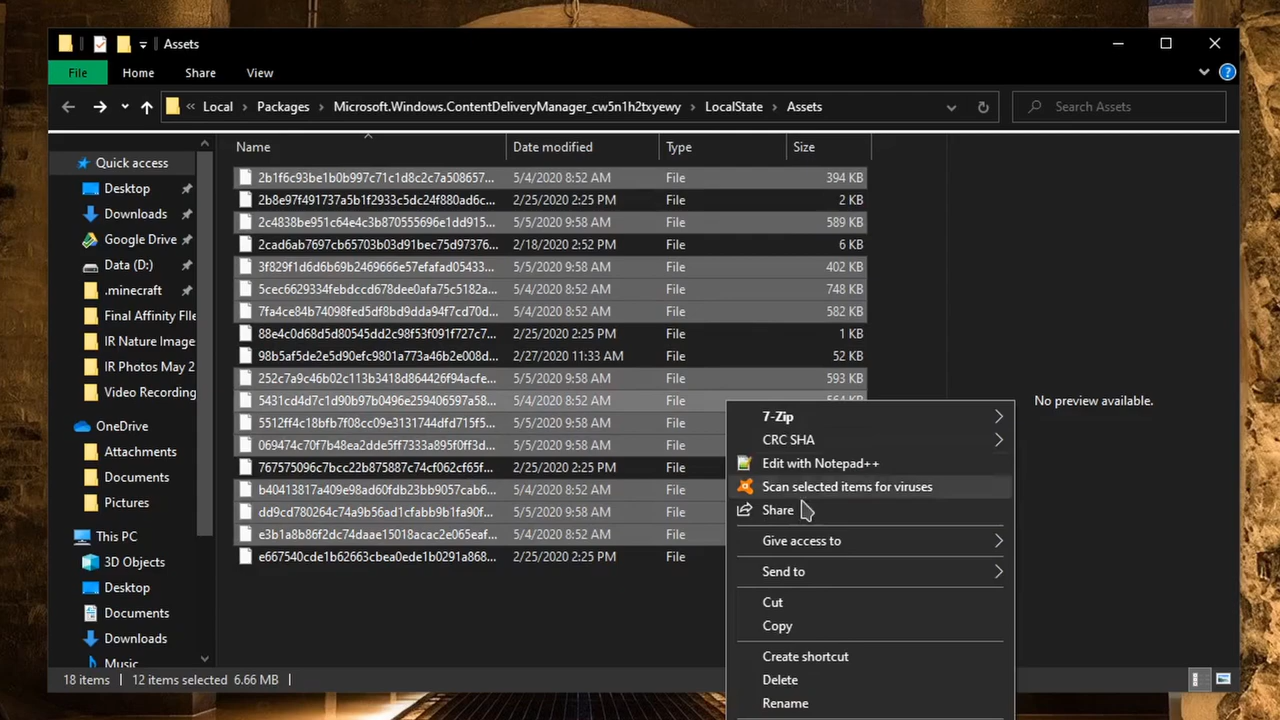 Assets
File Home Share View
« Local › Packages › Microsoft.Windows.ContentDeliveryManager_cw5n1h2txyewy › LocalState › Assets
Search Assets
Name Date modified Type Size
Quick access
Desktop
Downloads
Google Drive
Data (D:)
.minecraft
Final Affinity FIle
IR Nature Image
IR Photos May 2
Video Recording
OneDrive
Attachments
Documents
Pictures
This PC
3D Objects
Desktop
Documents
Downloads
Music
2b1f6c93be1b0b997c71c1d8c2c7a508657... 5/4/2020 8:52 AM File 394 KB
2b8e97f491737a5b1f2933c5dc24f880ad6c... 2/25/2020 2:25 PM File 2 KB
2c4838be951c64e4c3b870555696e1dd915... 5/5/2020 9:58 AM File 589 KB
2cad6ab7697cb65703b03d91bec75d97376... 2/18/2020 2:52 PM File 6 KB
3f829f1d6d6b69b2469666e57efafad05433... 5/5/2020 9:58 AM File 402 KB
5cec6629334febdccd678dee0afa75c5182a... 5/4/2020 8:52 AM File 748 KB
7fa4ce84b74098fed5df8bd9dda94f7cd70d... 5/4/2020 8:52 AM File 582 KB
88e4c0d68d5d80545dd2c98f53f091f727c7... 2/25/2020 2:25 PM File 1 KB
98b5af5de2e5d90efc9801a773a46b2e008d... 2/27/2020 11:33 AM File 52 KB
252c7a9c46b02c113b3418d864426f94acfe... 5/5/2020 9:58 AM File 593 KB
5431cd4d7c1d90b97b0496e259406597a58... 5/4/2020 8:52 AM File 564 KB
5512ff4c18bfb7f08cc09e3131744dfd715f5... 5/5/2020 9:58 AM File
069474c70f7b48ea2dde5ff7333a895f0ff3d... 5/5/2020 9:58 AM File
767575096c7bcc22b875887c74cf062cf65f... 2/25/2020 2:25 PM File
b40413817a409e98ad60fdb23bb7101682c... 5/4/2020 8:52 AM File
dd9cd780264c74a9b56ad1cfabb9b1fa90f... 5/5/2020 9:58 AM File
e3b1a8b86f2dc74daae15018acac2e065eaf... 5/4/2020 8:52 AM File
e667540cde1b62663cbea0ede1b0291a868... 2/25/2020 2:25 PM File
No preview available.
7-Zip
CRC SHA
Edit with Notepad++
Scan selected items for viruses
Share
Give access to
Send to
Cut
Copy
Create shortcut
Delete
Rename
18 items 12 items selected 6.66 MB